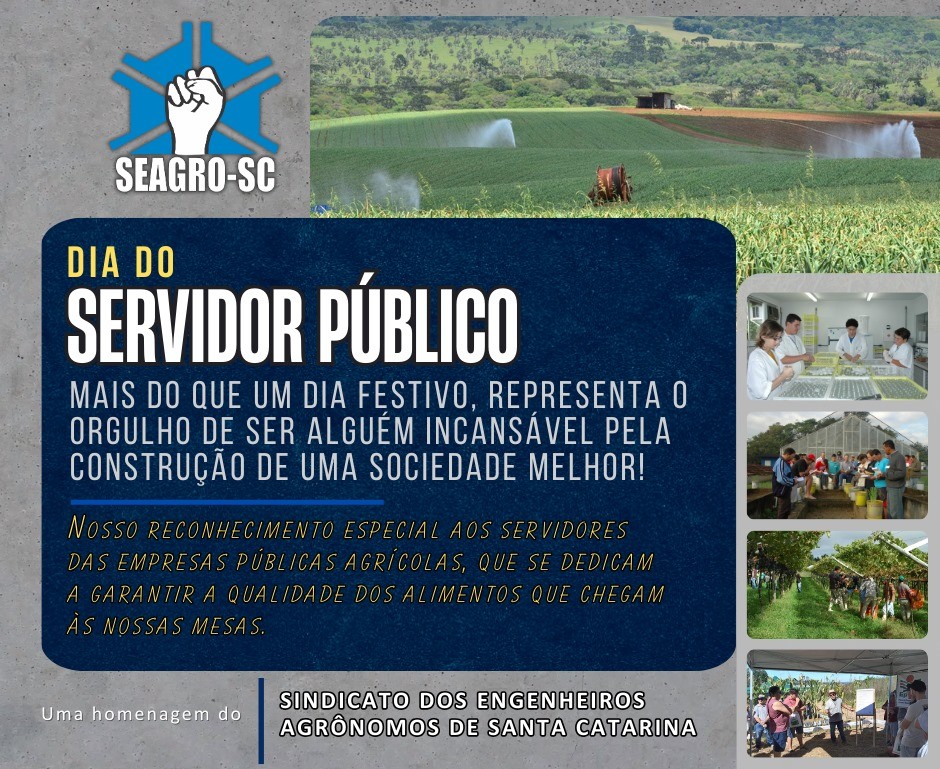 SEAGRO-SC
DIA DO
SERVIDOR PÚBLICO
MAIS DO QUE UM DIA FESTIVO, REPRESENTA O
ORGULHO DE SER ALGUÉM INCANSÁVEL PELA
CONSTRUÇÃO DE UMA SOCIEDADE MELHOR!
NOSSO RECONHECIMENTO ESPECIAL AOS SERVIDORES
DAS EMPRESAS PÚBLICAS AGRÍCOLAS, QUE SE DEDICAM
A GARANTIR A QUALIDADE DOS ALIMENTOS QUE CHEGAM
ÀS NOSSAS MESAS.
Uma homenagem do
SINDICATO DOS ENGENHEIROS
AGRÔNOMOS DE SANTA CATARINA